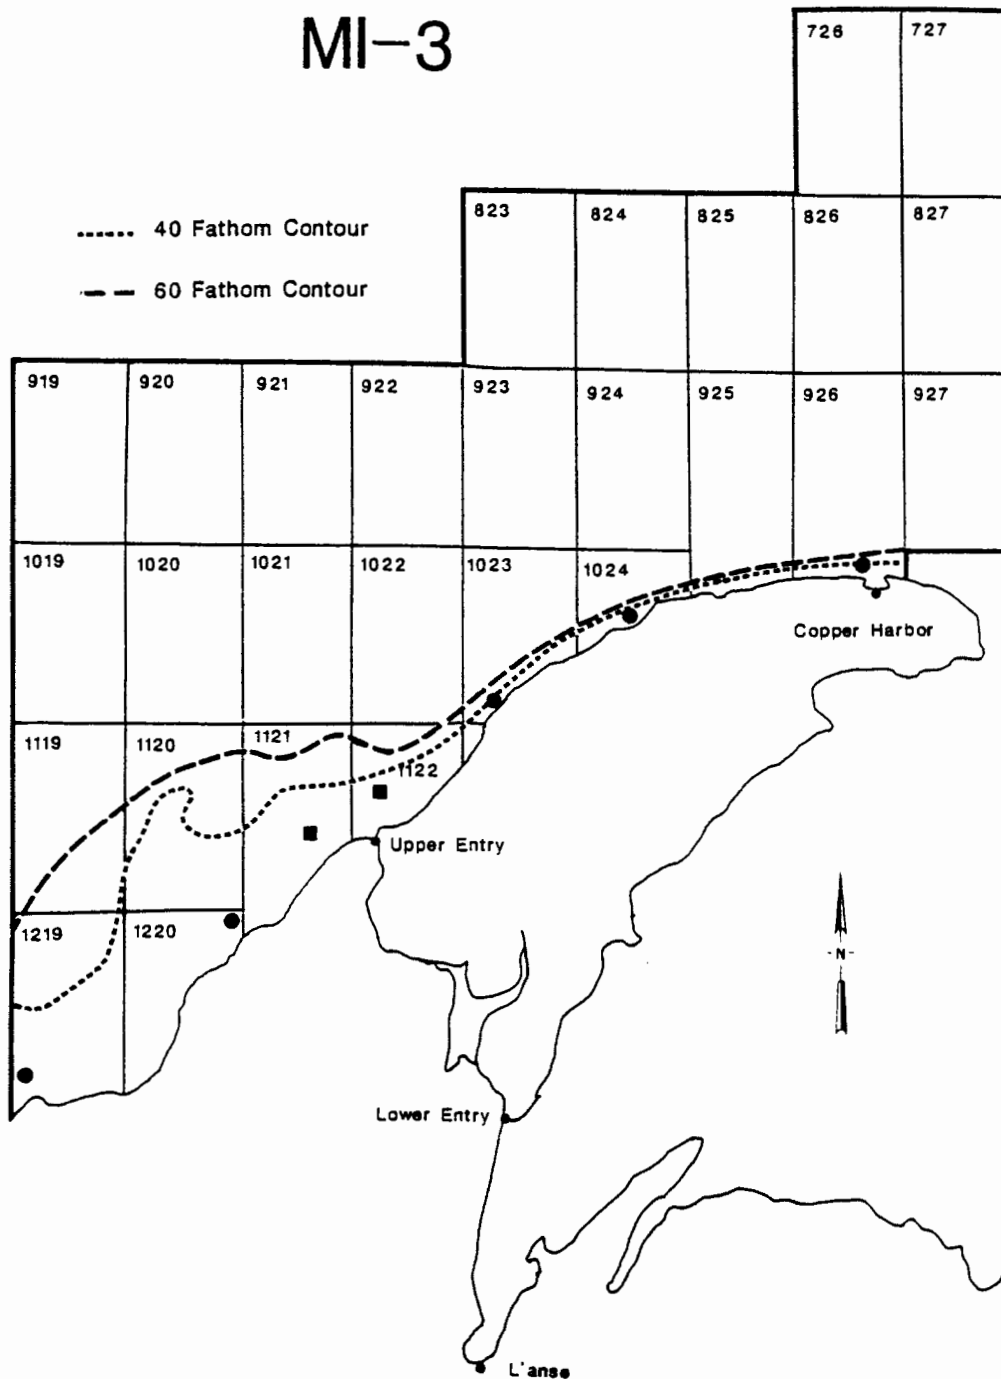 MI-3
726 727
823 824 825 826 827
40 Fathom Contour
60 Fathom Contour
919 920 921 922 923 924 925 926 927
1019 1020 1021 1022 1023 1024
Copper Harbor
1119 1120 1121
1122
Upper Entry
1219 1220
-N-
Lower Entry
L'anse